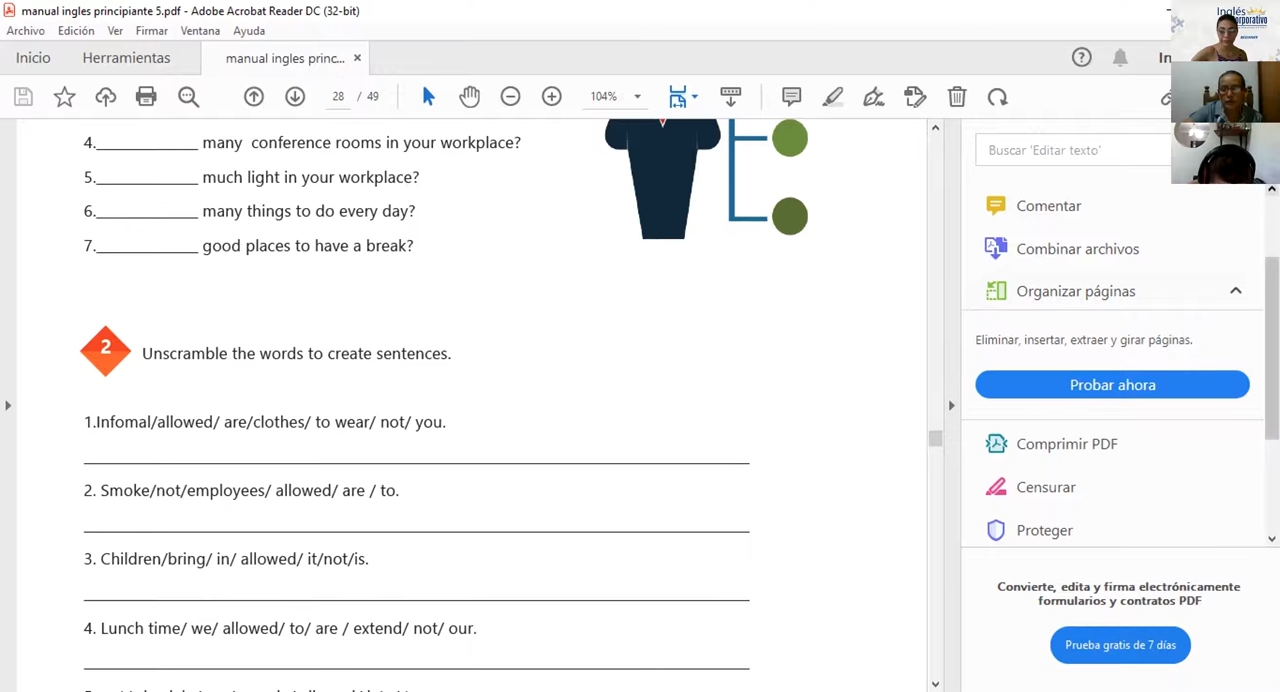 manual ingles principiante 5.pdf - Adobe Acrobat Reader DC (32-bit)
Archivo Edición Ver Firmar Ventana Ayuda
Inicio Herramientas manual ingles princ... ×
28 / 49 104%
4.____________ many conference rooms in your workplace?
5.____________ much light in your workplace?
6.____________ many things to do every day?
7.____________ good places to have a break?
2 Unscramble the words to create sentences.
1.Infomal/allowed/ are/clothes/ to wear/ not/ you.
2. Smoke/not/employees/ allowed/ are / to.
3. Children/bring/ in/ allowed/ it/not/is.
4. Lunch time/ we/ allowed/ to/ are / extend/ not/ our.
Buscar 'Editar texto'
Comentar
Combinar archivos
Organizar páginas
Eliminar, insertar, extraer y girar páginas.
Probar ahora
Comprimir PDF
Censurar
Proteger
Convierte, edita y firma electrónicamente
formularios y contratos PDF
Prueba gratis de 7 días
Inglés